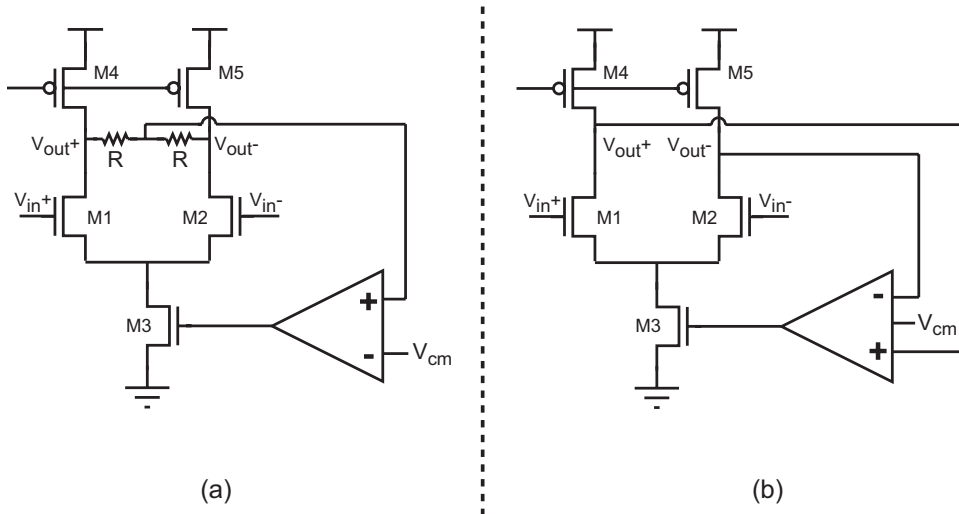 M4
M5
Vout+
R
R
Vout-
Vin+
M1
M2
Vin-
M3
+
-
Vcm
(a)
M4
M5
Vout+
Vout-
Vin+
M1
M2
Vin-
M3
-
Vcm
+
(b)